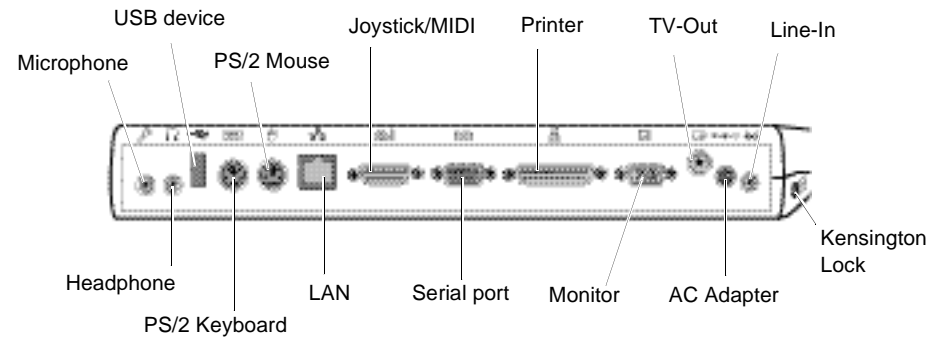 USB device
Joystick/MIDI
Printer
TV-Out
Line-In
Microphone
PS/2 Mouse
Kensington
Lock
Headphone
LAN
Serial port
Monitor
AC Adapter
PS/2 Keyboard